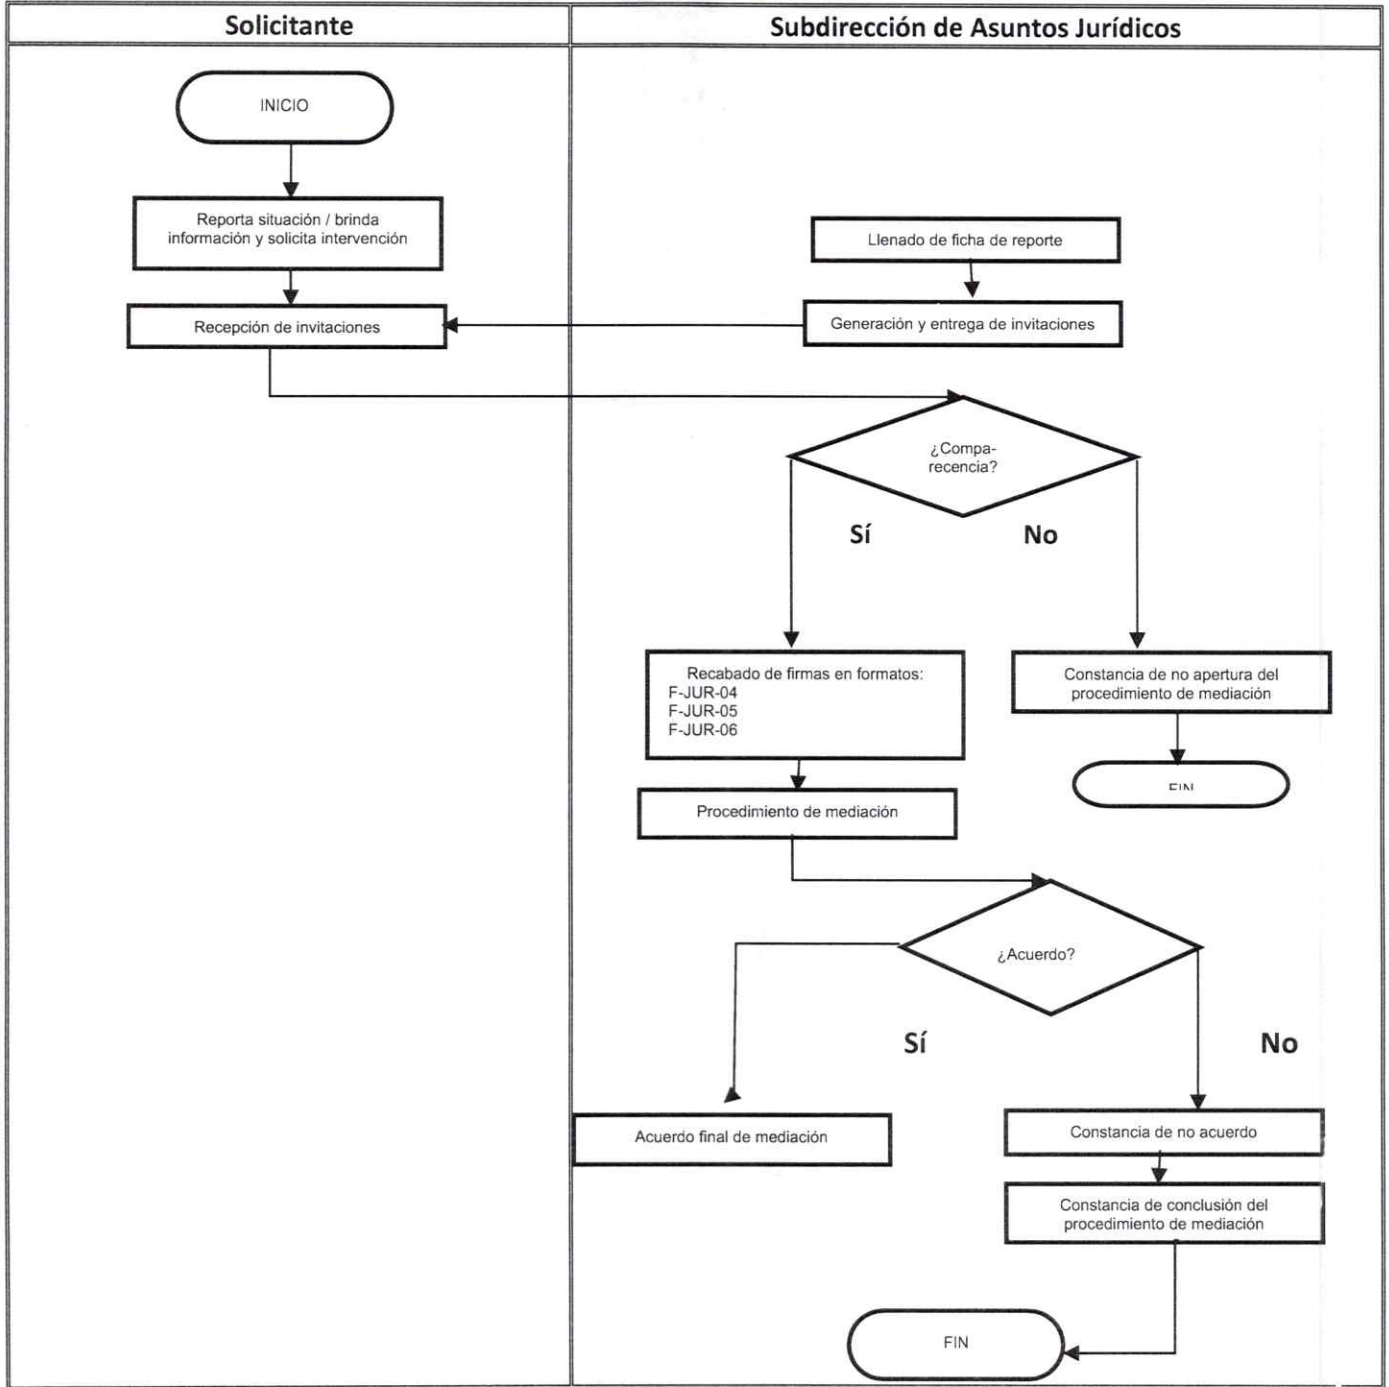 Solicitante
Subdirección de Asuntos Jurídicos
INICIO
Reporta situación / brinda
información y solicita intervención
Llenado de ficha de reporte
Recepción de invitaciones
Generación y entrega de invitaciones
¿Compa-
recencia?
Sí
No
Recabado de firmas en formatos:
F-JUR-04
F-JUR-05
F-JUR-06
Constancia de no apertura del
procedimiento de mediación
FIN
Procedimiento de mediación
¿Acuerdo?
Sí
No
Acuerdo final de mediación
Constancia de no acuerdo
Constancia de conclusión del
procedimiento de mediación
FIN